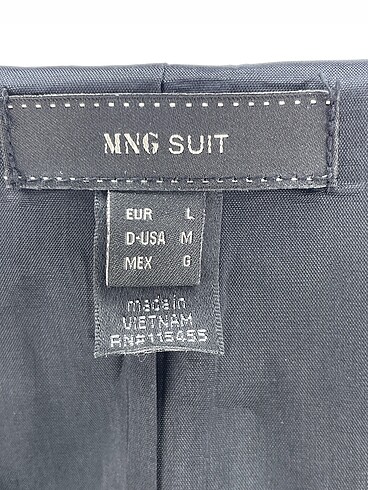 MNG SUIT
EUR L
D-USA M
MEX G
made in
VIETNAM
RN#115455